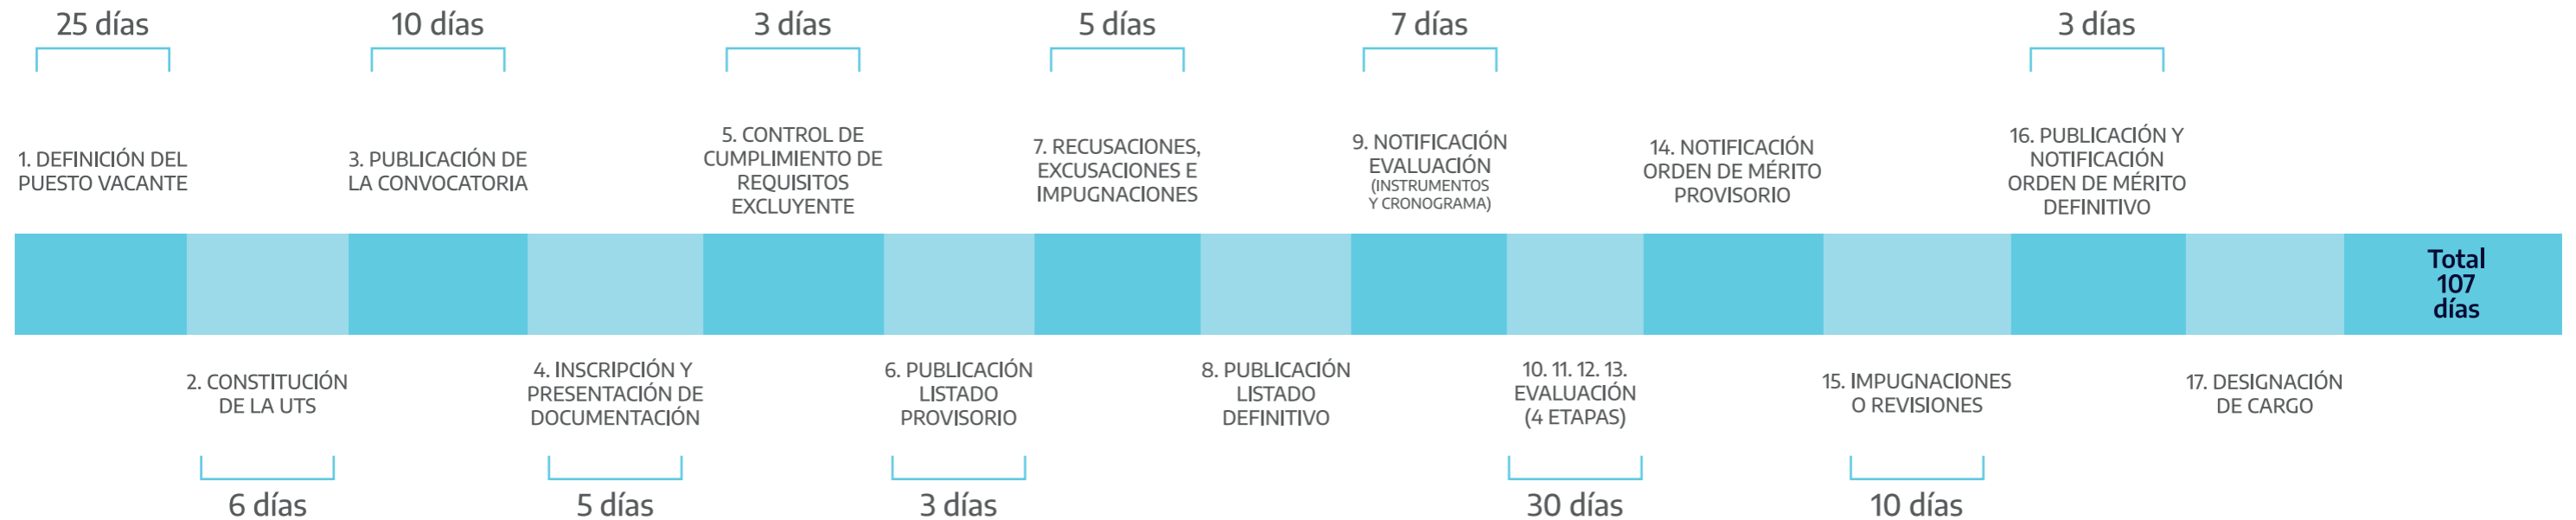 25 días
10 días
3 días
5 días
7 días
3 días
1. DEFINICIÓN DEL
PUESTO VACANTE
3. PUBLICACIÓN DE
LA CONVOCATORIA
5. CONTROL DE
CUMPLIMIENTO DE
REQUISITOS
EXCLUYENTE
7. RECUSACIONES,
EXCUSACIONES E
IMPUGNACIONES
9. NOTIFICACIÓN
EVALUACIÓN
(INSTRUMENTOS
Y CRONOGRAMA)
14. NOTIFICACIÓN
ORDEN DE MÉRITO
PROVISORIO
16. PUBLICACIÓN Y
NOTIFICACIÓN
ORDEN DE MÉRITO
DEFINITIVO
Total
107
días
2. CONSTITUCIÓN
DE LA UTS
4. INSCRIPCIÓN Y
PRESENTACIÓN DE
DOCUMENTACIÓN
6. PUBLICACIÓN
LISTADO
PROVISORIO
8. PUBLICACIÓN
LISTADO
DEFINITIVO
10. 11. 12. 13.
EVALUACIÓN
(4 ETAPAS)
15. IMPUGNACIONES
O REVISIONES
17. DESIGNACIÓN
DE CARGO
6 días
5 días
3 días
30 días
10 días